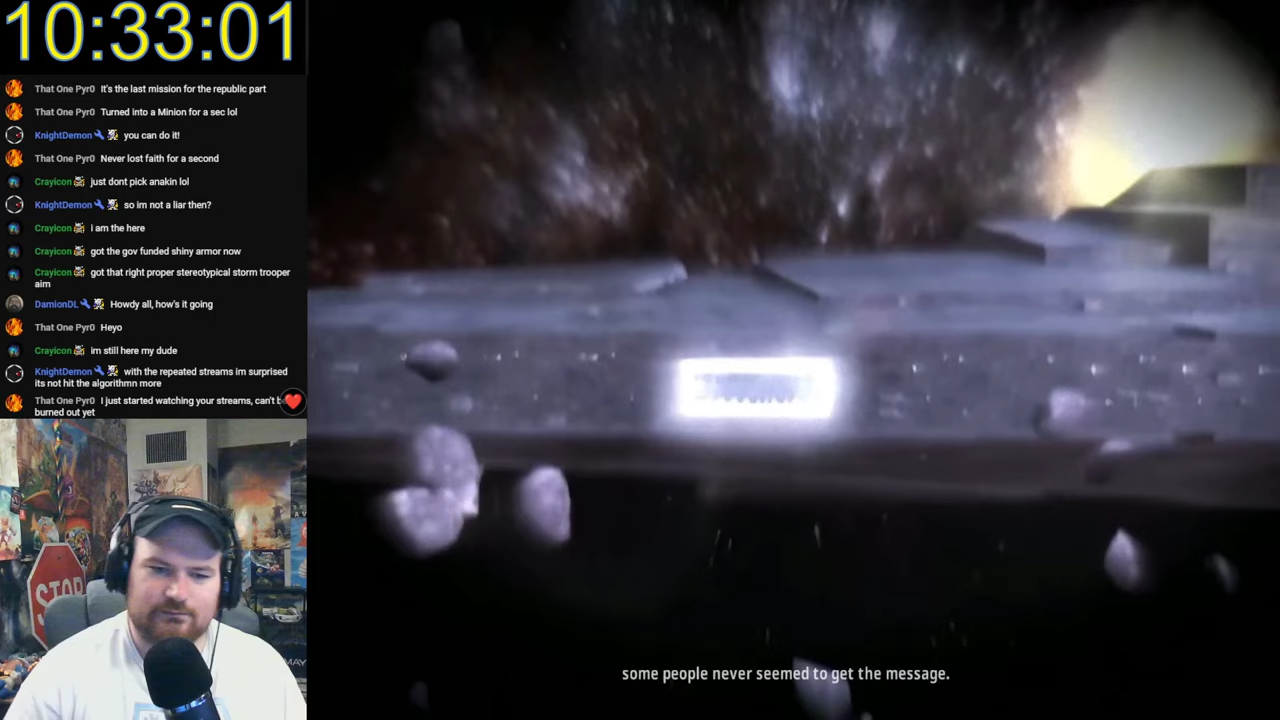 10:33:01
That One Pyr0 It's the last mission for the republic part
That One Pyr0 Turned into a Minion for a sec lol
KnightDemon you can do it!
That One Pyr0 Never lost faith for a second
Crayicon just dont pick anakin lol
KnightDemon so im not a liar then?
Crayicon i am the here
Crayicon got the gov funded shiny armor now
Crayicon got that right proper stereotypical storm trooper
aim
DamionDL Howdy all, how's it going
That One Pyr0 Heyo
Crayicon im still here my dude
KnightDemon with the repeated streams im surprised
its not hit the algorithmn more
That One Pyr0 I just started watching your streams, can't
burned out yet
STOP
some people never seemed to get the message.